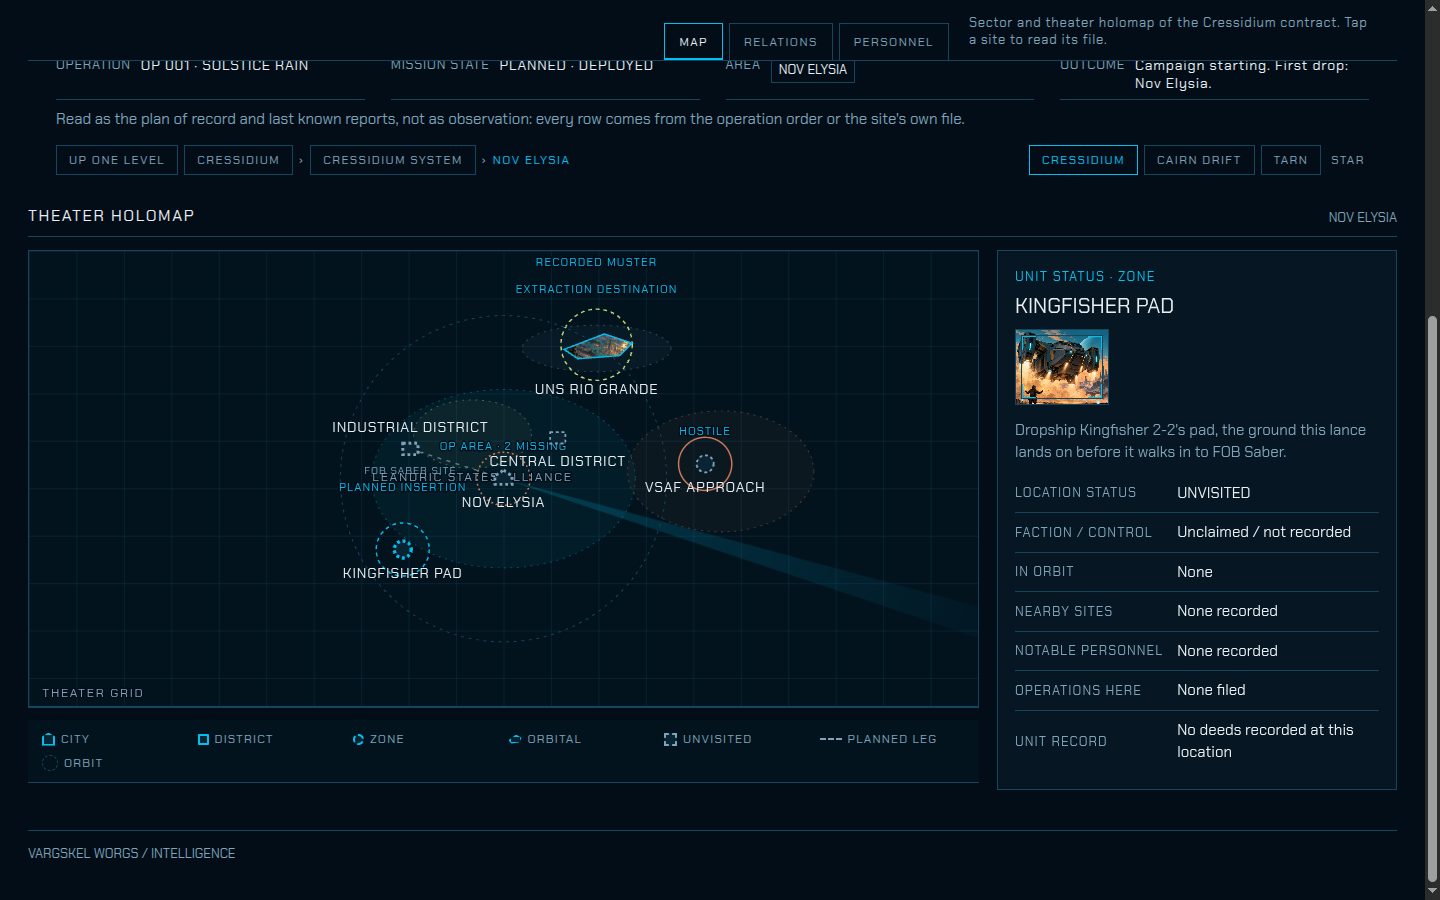 MAP
RELATIONS
PERSONNEL
Sector and theater holomap of the Cressidium contract. Tap
a site to read its file.
OPERATION OP 001 · SOLSTICE RAIN
MISSION STATE PLANNED · DEPLOYED
AREA NOV ELYSIA
OUTCOME Campaign starting. First drop:
Nov Elysia.
Read as the plan of record and last known reports, not as observation: every row comes from the operation order or the site's own file.
UP ONE LEVEL
CRESSIDIUM
›
CRESSIDIUM SYSTEM
› NOV ELYSIA
CRESSIDIUM
CAIRN DRIFT
TARN
STAR
THEATER HOLOMAP
NOV ELYSIA
RECORDED MUSTER
EXTRACTION DESTINATION
UNS RIO GRANDE
INDUSTRIAL DISTRICT
OP AREA · 2 MISSING
HOSTILE
CENTRAL DISTRICT
FOB SABER SITE
LEANDRIC STATES LLIANCE
PLANNED INSERTION
VSAF APPROACH
NOV ELYSIA
KINGFISHER PAD
THEATER GRID
CITY
DISTRICT
ZONE
ORBITAL
UNVISITED
PLANNED LEG
ORBIT
UNIT STATUS · ZONE
KINGFISHER PAD
Dropship Kingfisher 2-2's pad, the ground this lance
lands on before it walks in to FOB Saber.
LOCATION STATUS UNVISITED
FACTION / CONTROL Unclaimed / not recorded
IN ORBIT None
NEARBY SITES None recorded
NOTABLE PERSONNEL None recorded
OPERATIONS HERE None filed
UNIT RECORD No deeds recorded at this
location
VARGSKEL WORGS / INTELLIGENCE